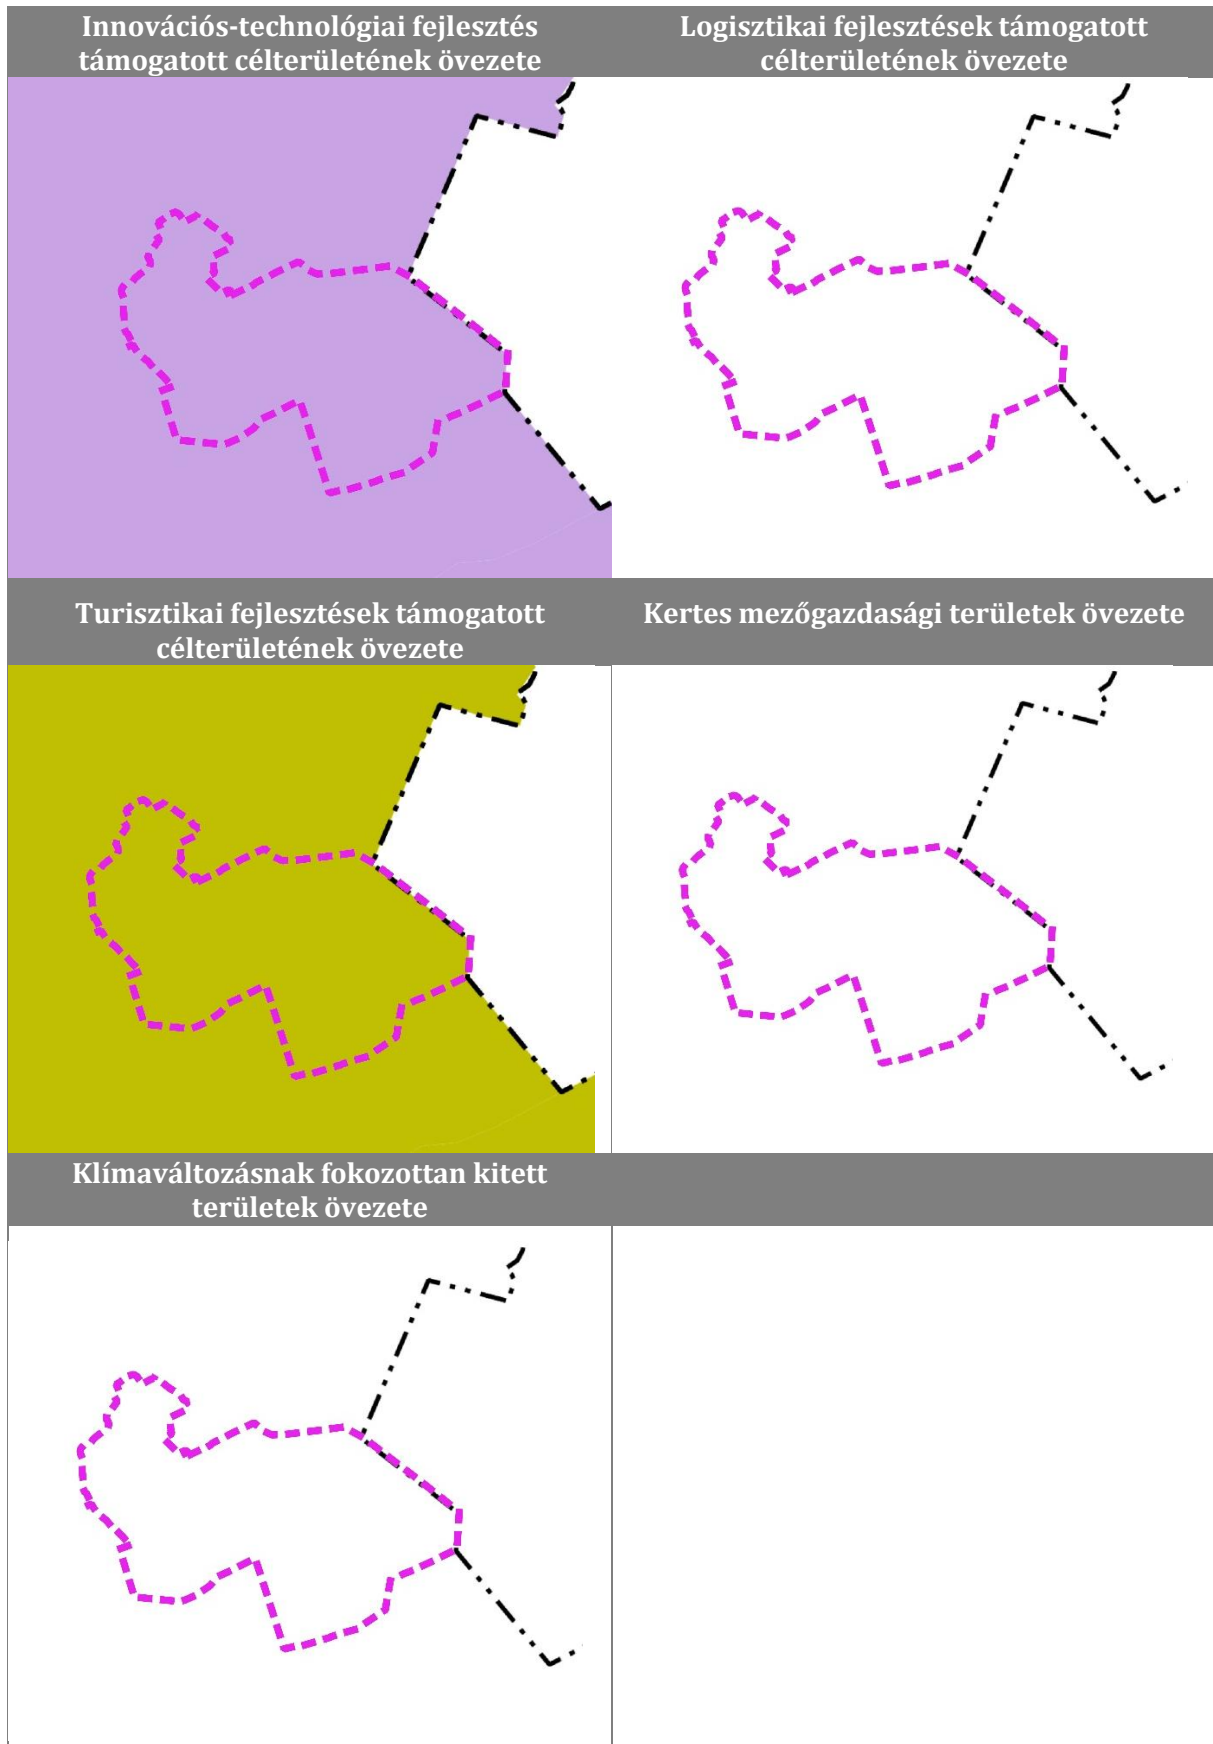 Innovációs-technológiai fejlesztés
támogatott célterületének övezete
Logisztikai fejlesztések támogatott
célterületének övezete
Turisztikai fejlesztések támogatott
célterületének övezete
Kertes mezőgazdasági területek övezete
Klímaváltozásnak fokozottan kitett
területek övezete